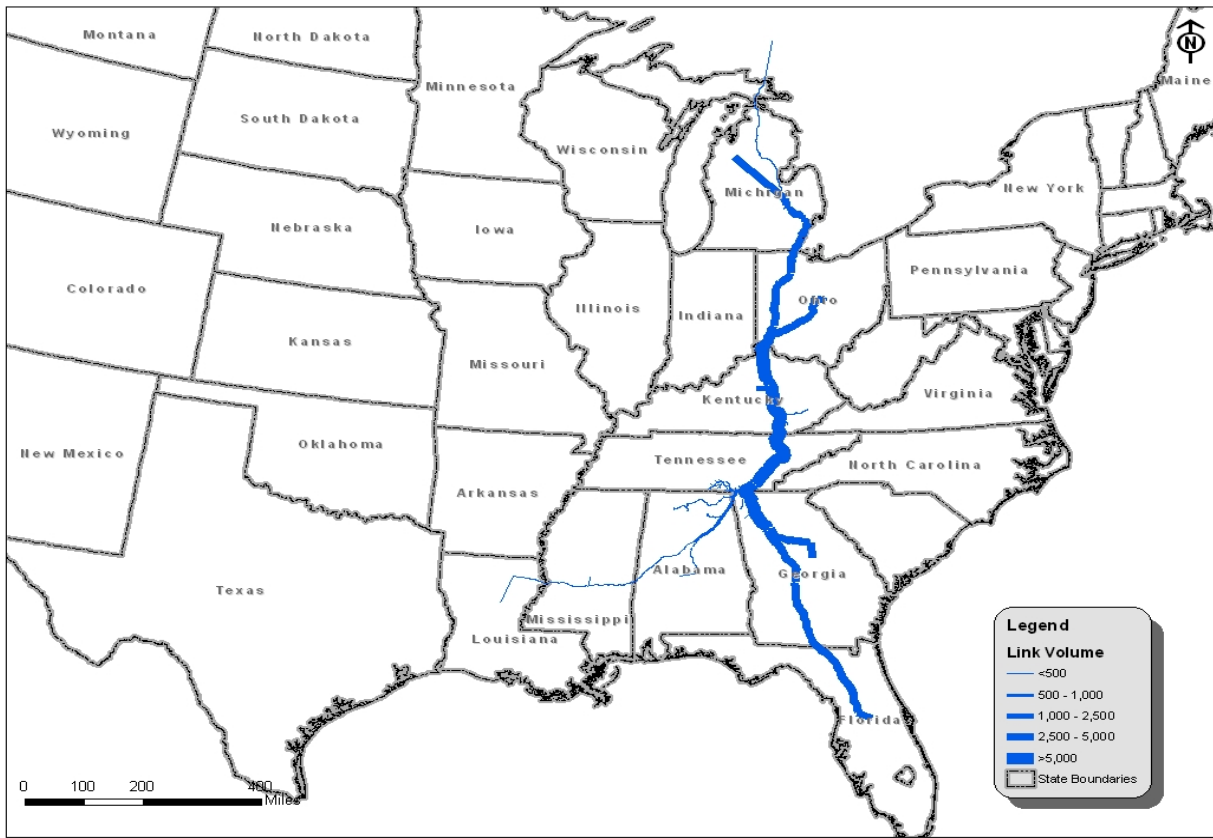 Montana
North Dakota
N
Minnesota
Maine
South Dakota
Wyoming
Wisconsin
New York
Michigan
Nebraska
Iowa
Pennsylvania
Colorado
Ohio
Illinois
Indiana
Kansas
Missouri
Virginia
Kentucky
Oklahoma
New Mexico
Tennessee
North Carolina
Arkansas
Alabama
Georgia
Texas
Mississippi
Louisiana
Florida
Legend
Link Volume
<500
500 - 1,000
1,000 - 2,500
2,500 - 5,000
>5,000
State Boundaries
0 100 200 400
Miles